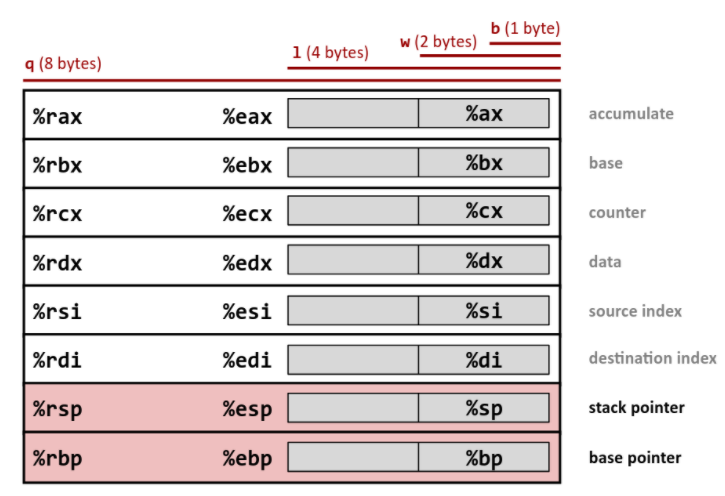 b (1 byte)
w (2 bytes)
l (4 bytes)
q (8 bytes)
%rax %eax %ax accumulate
%rbx %ebx %bx base
%rcx %ecx %cx counter
%rdx %edx %dx data
%rsi %esi %si source index
%rdi %edi %di destination index
%rsp %esp %sp stack pointer
%rbp %ebp %bp base pointer